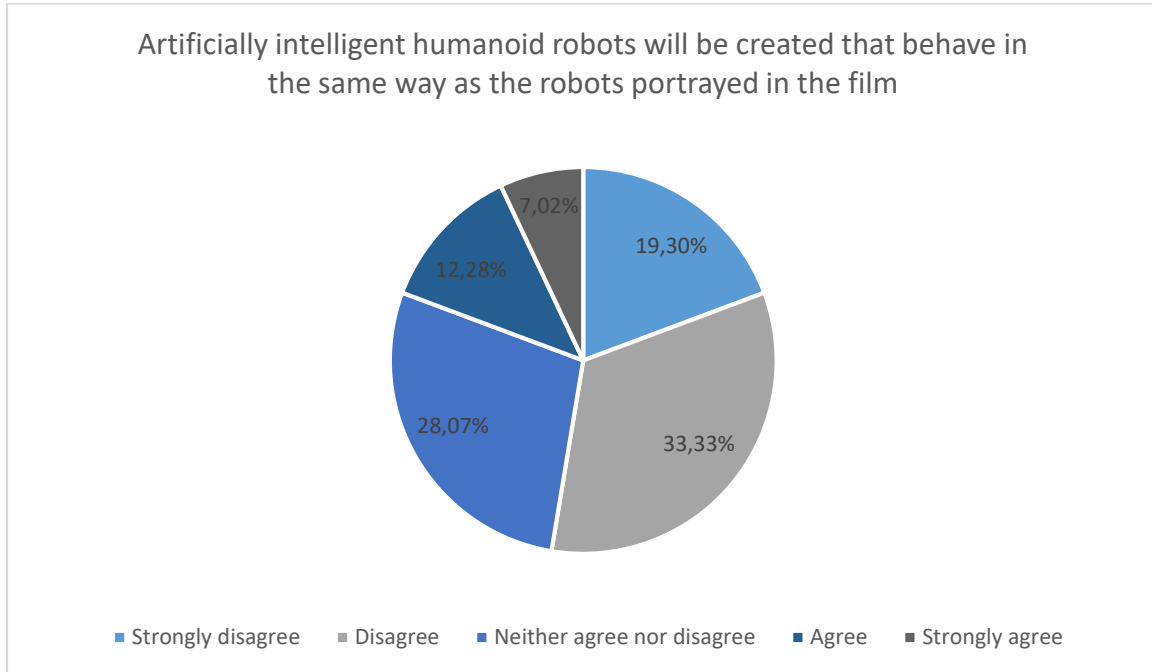 Artificially intelligent humanoid robots will be created that behave in
the same way as the robots portrayed in the film
7,02%
19,30%
12,28%
28,07%
33,33%
Strongly disagree Disagree Neither agree nor disagree Agree Strongly agree